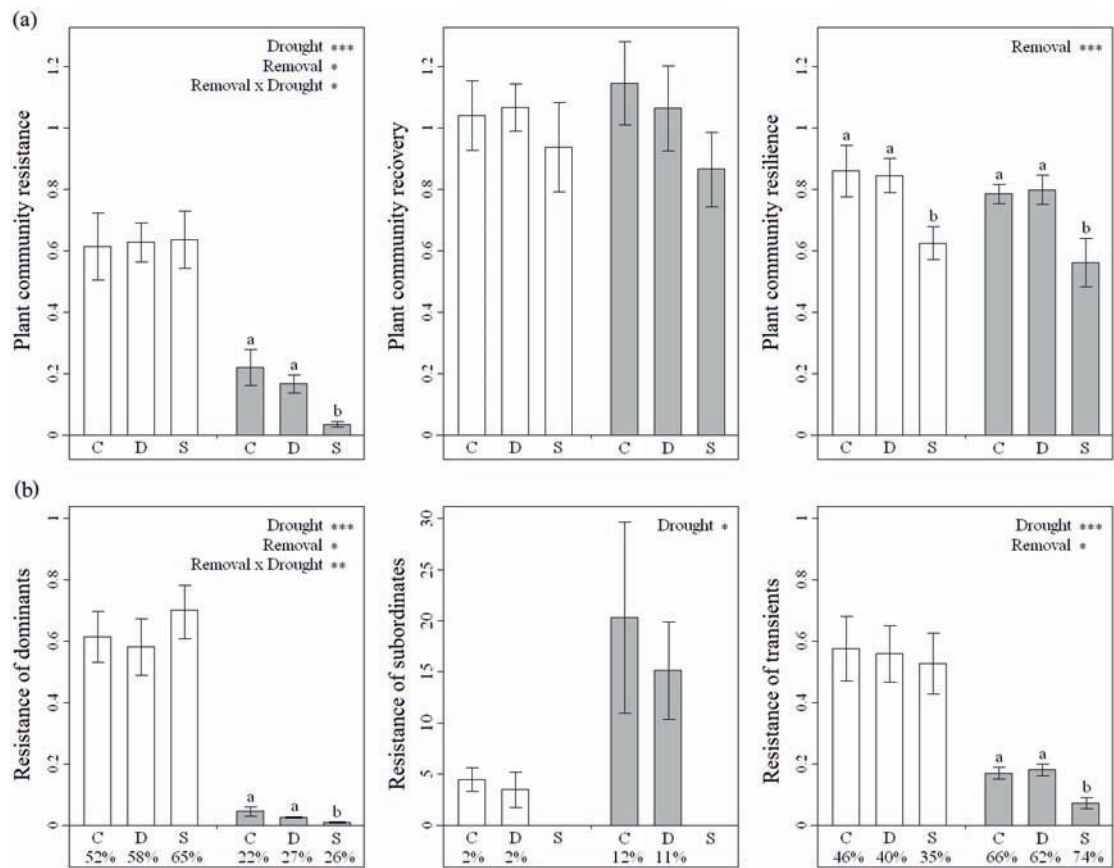 (a)
Plant community resistance
0
0.2
0.4
0.6
0.8
1
1.2
Drought ***
Removal *
Removal x Drought *
a
a
b
C D S C D S
Plant community recovery
0
0.2
0.4
0.6
0.8
1
1.2
C D S C D S
Plant community resilience
0
0.2
0.4
0.6
0.8
1
1.2
Removal ***
a
a
b
a
a
b
C D S C D S
(b)
Resistance of dominants
0
0.2
0.4
0.6
0.8
1
Drought ***
Removal *
Removal x Drought **
a
a
b
C D S C D S
52% 58% 65% 22% 27% 26%
Resistance of subordinates
0
5
10
15
20
25
30
Drought *
C D S C D S
2% 2% 12% 11%
Resistance of transients
0
0.2
0.4
0.6
0.8
1
Drought ***
Removal *
a
a
b
C D S C D S
46% 40% 35% 66% 62% 74%